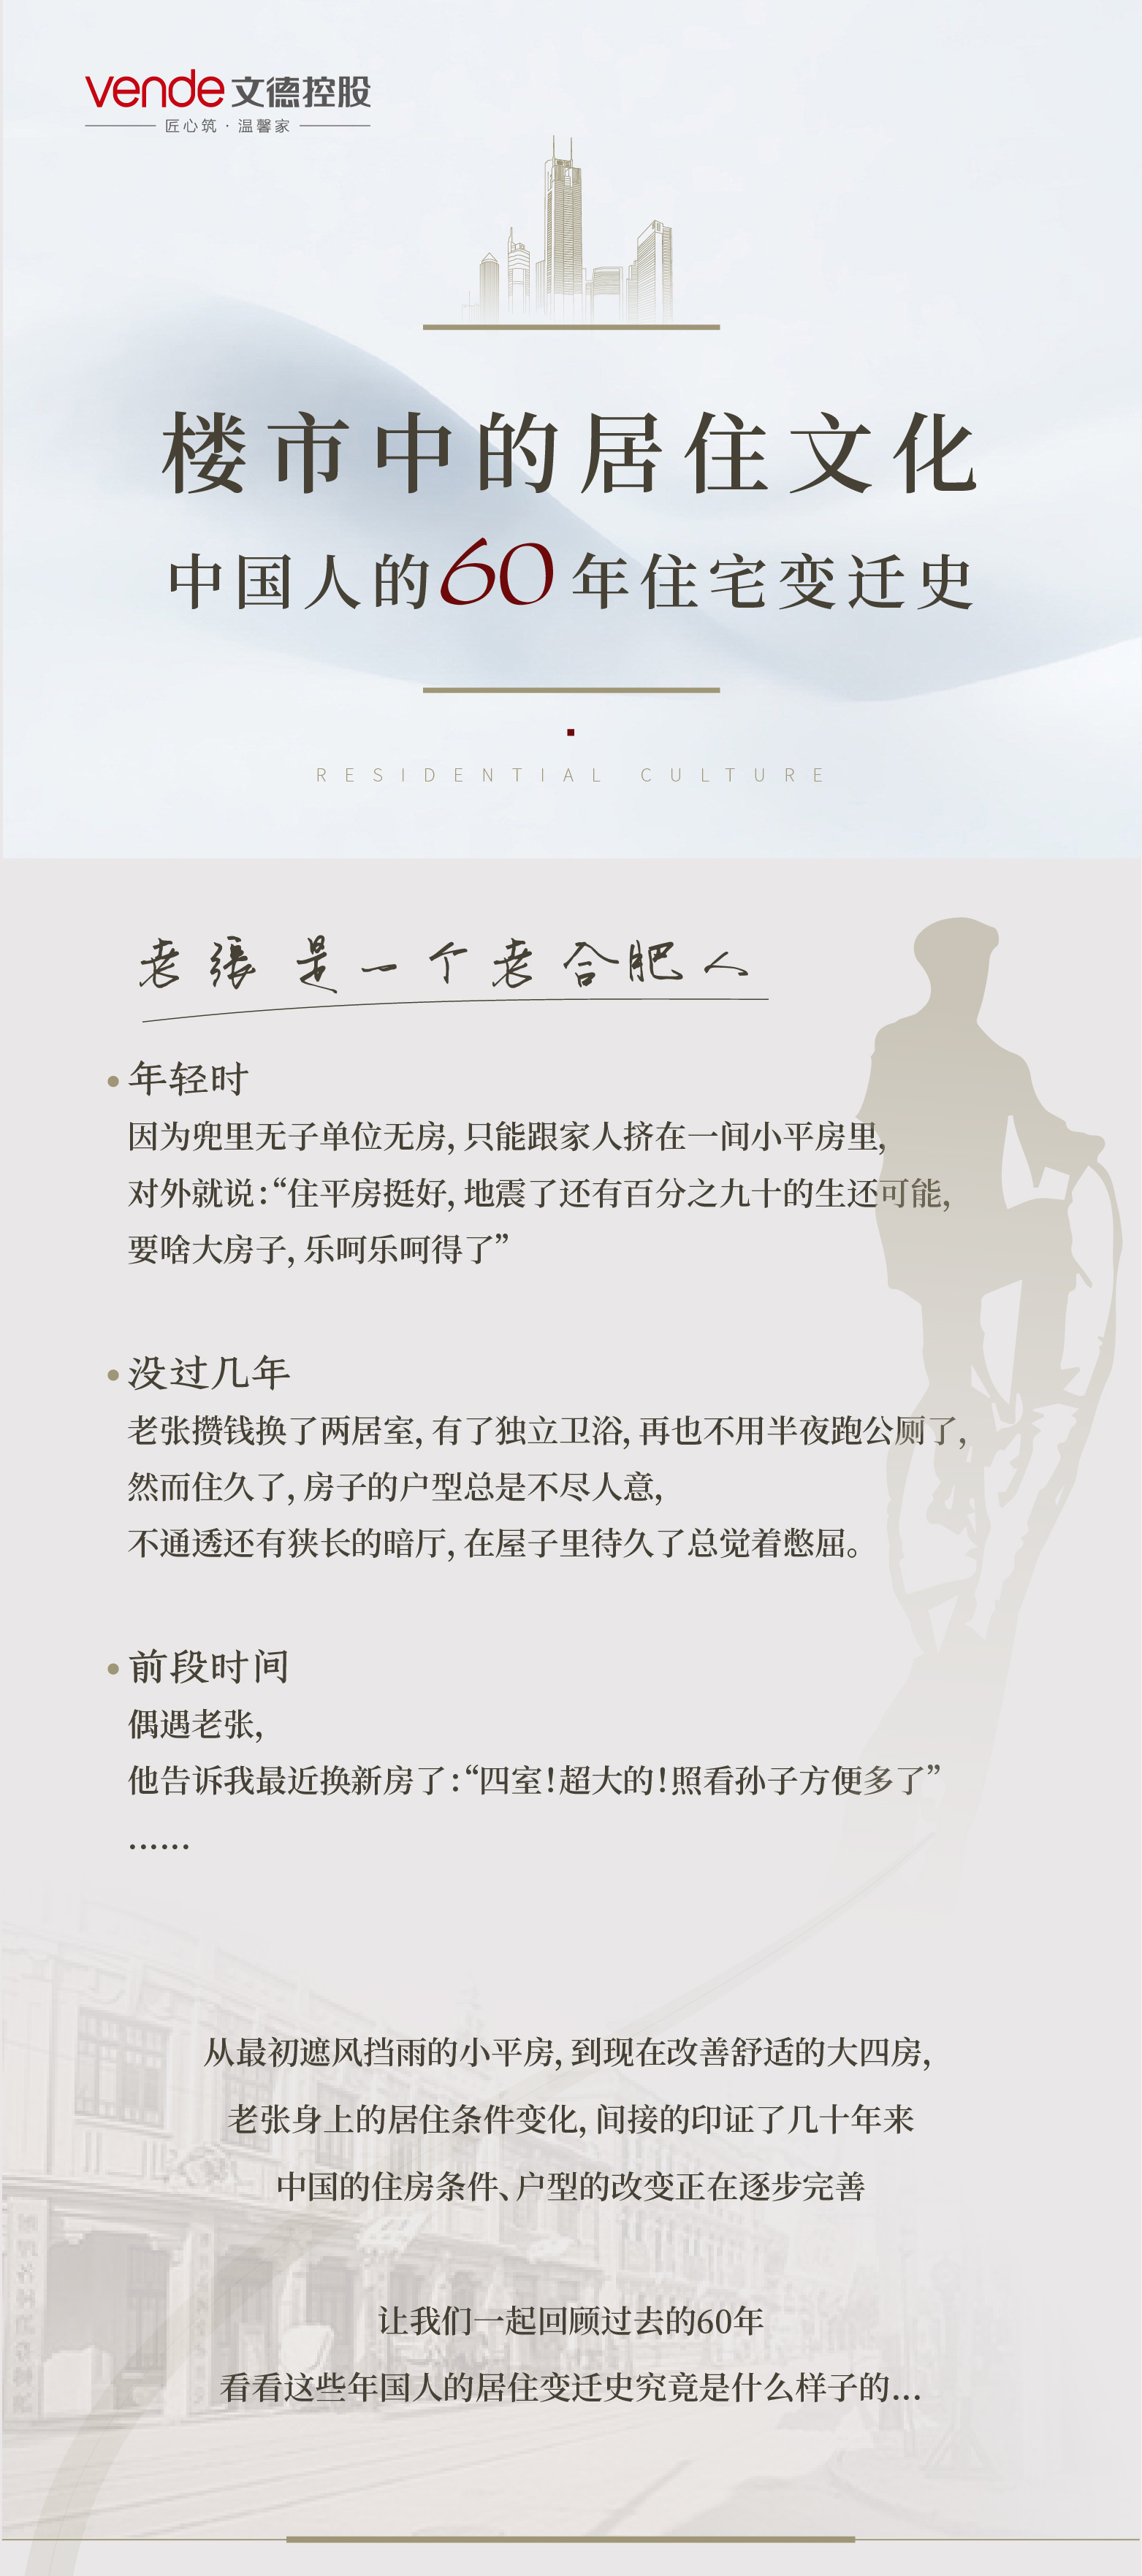 vende 文德控股
匠心筑 · 温馨家
楼市中的居住文化
中国人的60年住宅变迁史
RESIDENTIAL CULTURE
老張是一个老合肥人
年轻时
因为兜里无子单位无房，只能跟家人挤在一间小平房里，
对外就说：“住平房挺好，地震了还有百分之九十的生还可能，
要啥大房子，乐呵乐呵得了”
没过几年
老张攒钱换了两居室，有了独立卫浴，再也不用半夜跑公厕了，
然而住久了，房子的户型总是不尽人意，
不通透还有狭长的暗厅，在屋子里待久了总觉着憋屈。
前段时间
偶遇老张，
他告诉我最近换新房了：“四室！超大的！照看孙子方便多了”
……
从最初遮风挡雨的小平房，到现在改善舒适的大四房，
老张身上的居住条件变化，间接的印证了几十年来
中国的住房条件、户型的改变正在逐步完善
让我们一起回顾过去的60年
看看这些年国人的居住变迁史究竟是什么样子的...